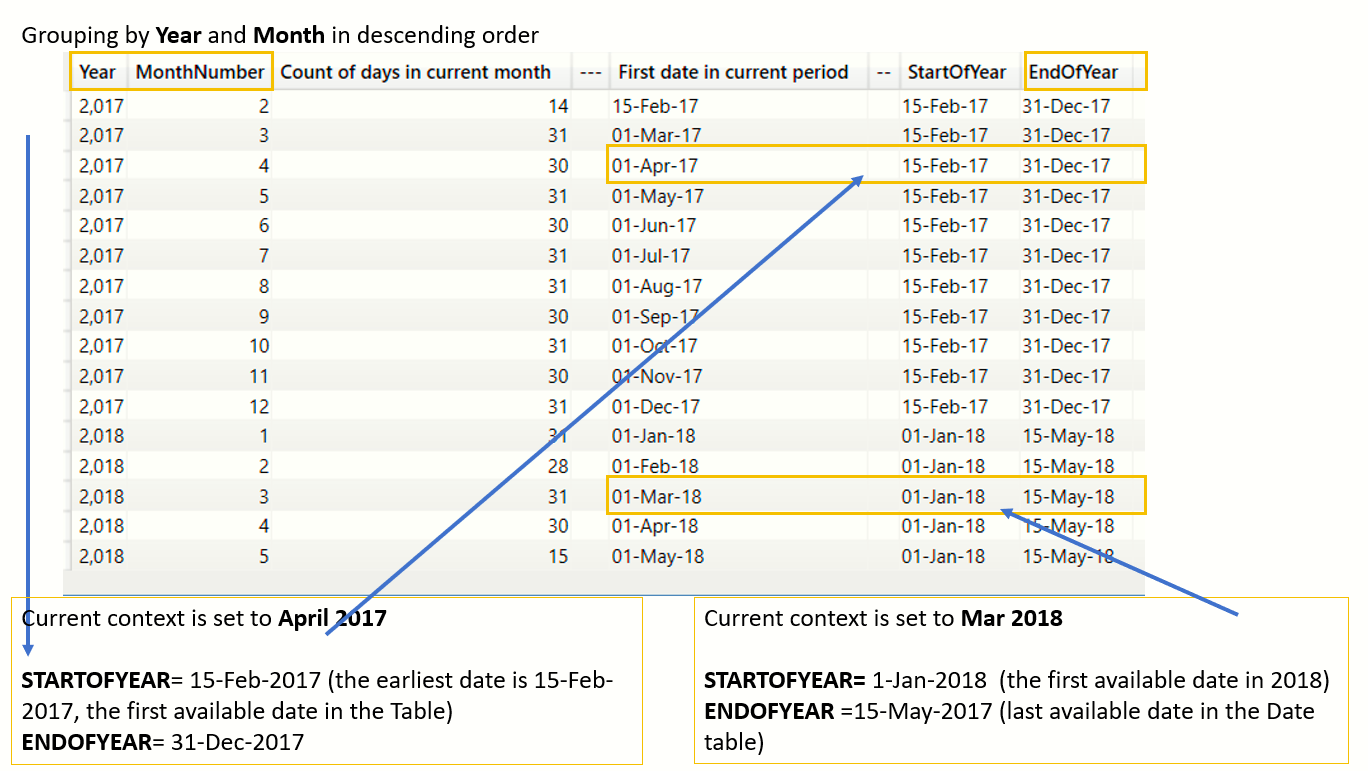 Grouping by Year and Month in descending order
Year MonthNumber Count of days in current month --- First date in current period -- StartOfYear EndOfYear
2,017 2 14 15-Feb-17 15-Feb-17 31-Dec-17
2,017 3 31 01-Mar-17 15-Feb-17 31-Dec-17
2,017 4 30 01-Apr-17 15-Feb-17 31-Dec-17
2,017 5 31 01-May-17 15-Feb-17 31-Dec-17
2,017 6 30 01-Jun-17 15-Feb-17 31-Dec-17
2,017 7 31 01-Jul-17 15-Feb-17 31-Dec-17
2,017 8 31 01-Aug-17 15-Feb-17 31-Dec-17
2,017 9 30 01-Sep-17 15-Feb-17 31-Dec-17
2,017 10 31 01-Oct-17 15-Feb-17 31-Dec-17
2,017 11 30 01-Nov-17 15-Feb-17 31-Dec-17
2,017 12 31 01-Dec-17 15-Feb-17 31-Dec-17
2,018 1 31 01-Jan-18 01-Jan-18 15-May-18
2,018 2 28 01-Feb-18 01-Jan-18 15-May-18
2,018 3 31 01-Mar-18 01-Jan-18 15-May-18
2,018 4 30 01-Apr-18 01-Jan-18 15-May-18
2,018 5 15 01-May-18 01-Jan-18 15-May-18
Current context is set to April 2017
STARTOFYEAR= 15-Feb-2017 (the earliest date is 15-Feb-
2017, the first available date in the Table)
ENDOFYEAR= 31-Dec-2017
Current context is set to Mar 2018
STARTOFYEAR= 1-Jan-2018 (the first available date in 2018)
ENDOFYEAR =15-May-2017 (last available date in the Date
table)